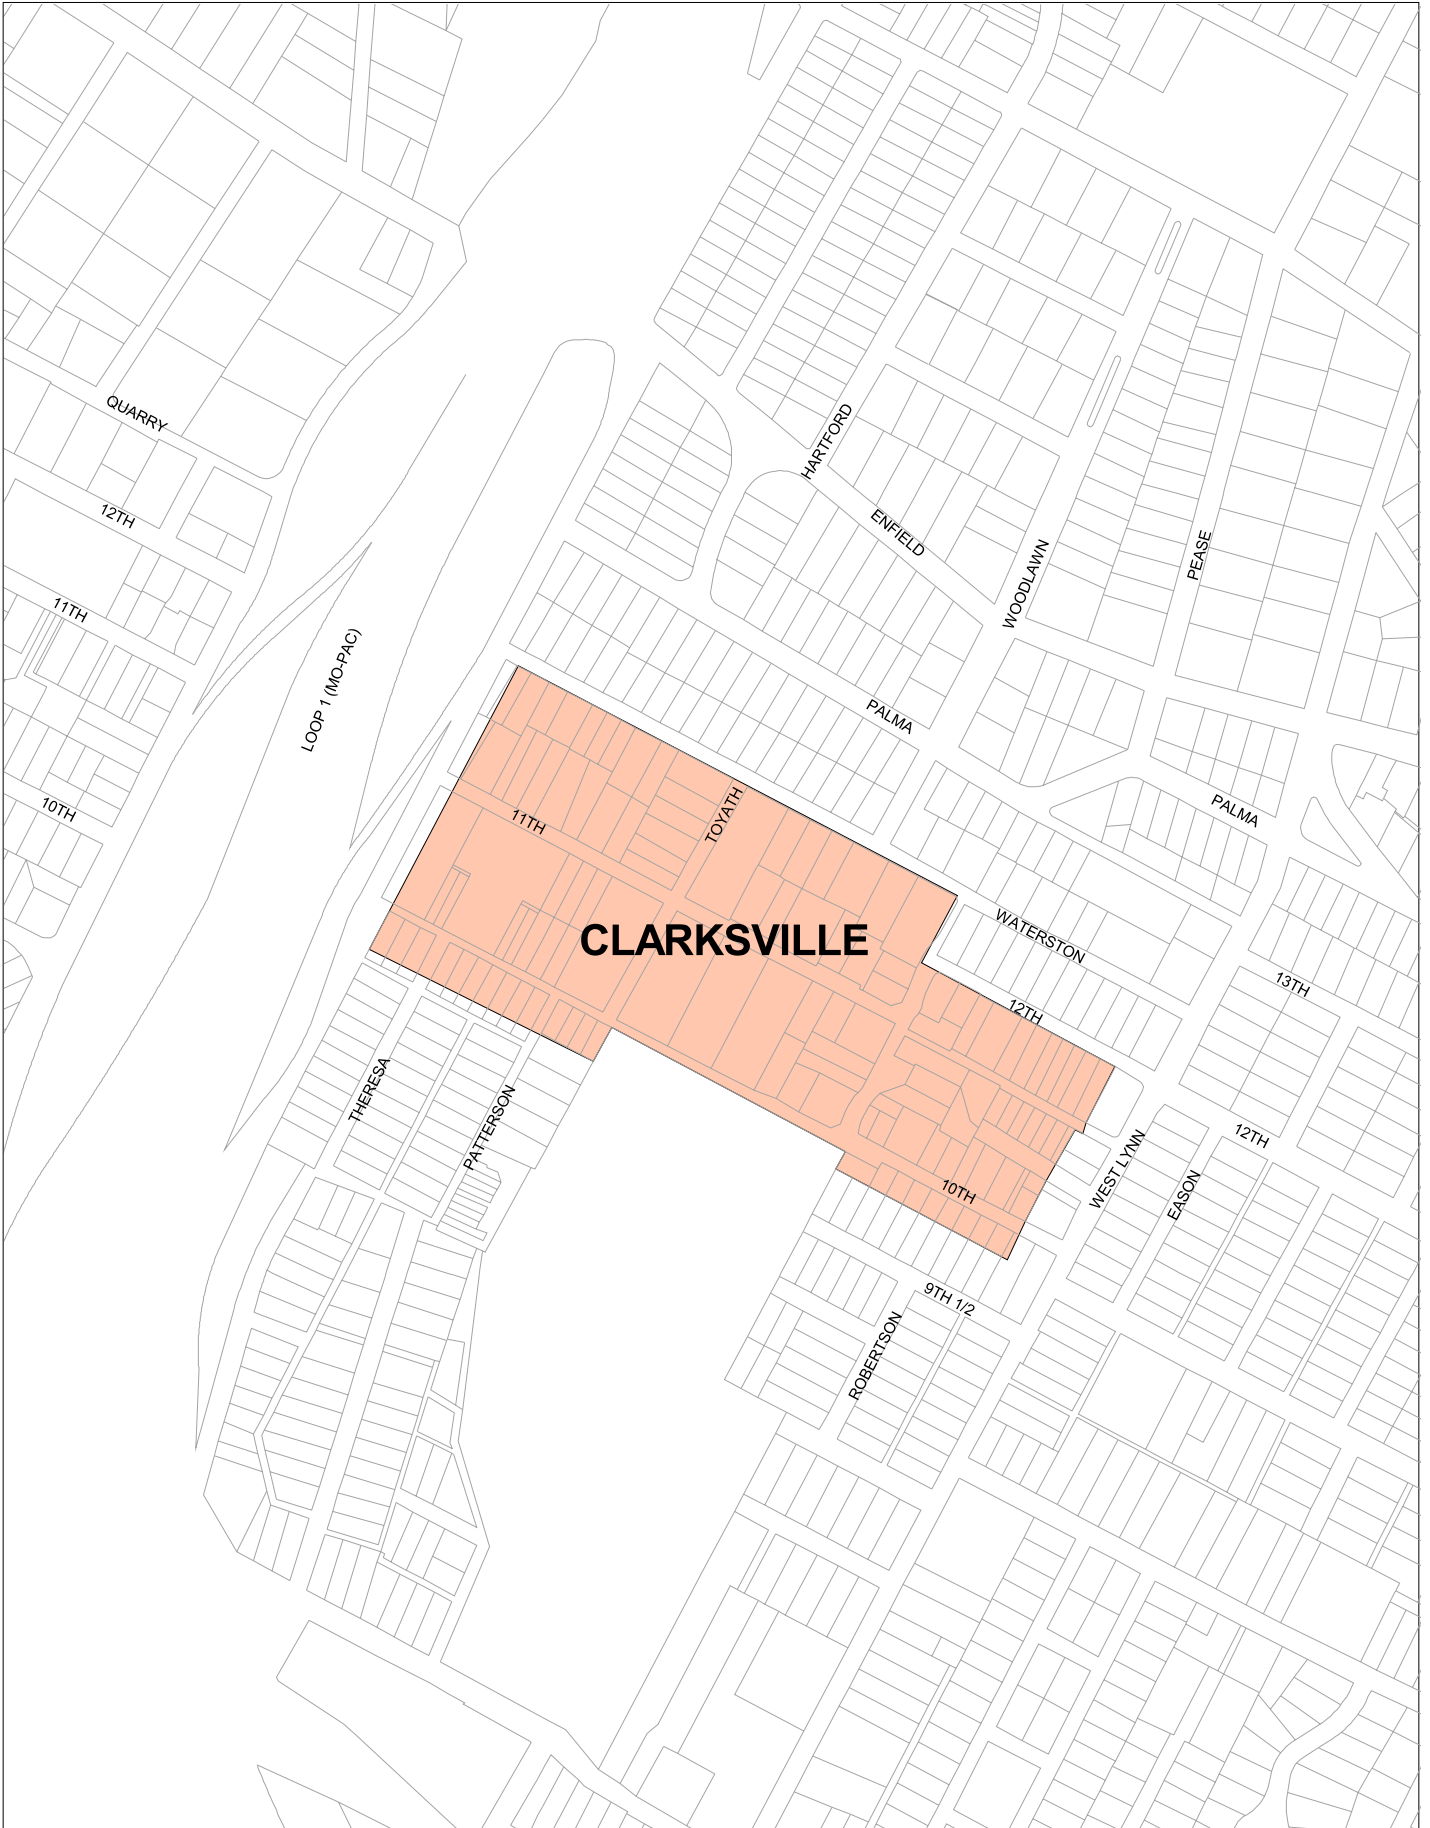 QUARRY
HARTFORD
12TH
ENFIELD
PEASE
WOODLAWN
11TH
LOOP 1 (MO-PAC)
PALMA
10TH
TOYATH
PALMA
11TH
CLARKSVILLE
WATERSTON
13TH
12TH
THERESA
PATTERSON
12TH
WEST LYNN
EASON
10TH
9TH 1/2
ROBERTSON